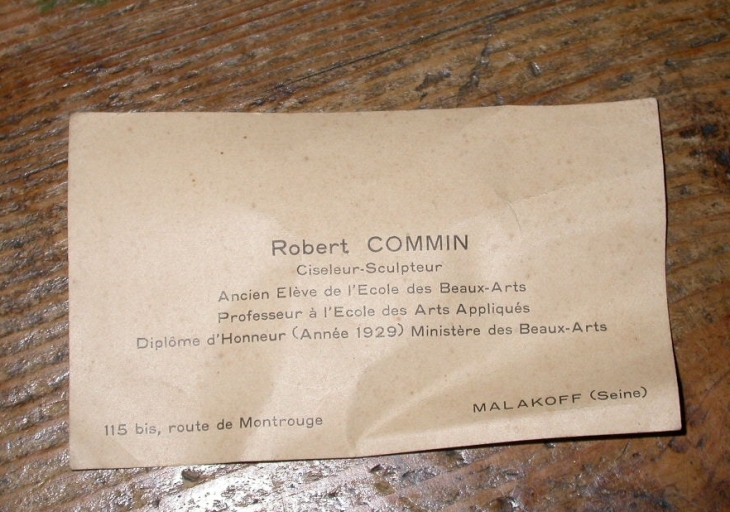 Robert COMMIN
Ciseleur-Sculpteur
Ancien Elève de l'Ecole des Beaux-Arts
Professeur à l'Ecole des Arts Appliqués
Diplôme d'Honneur (Année 1929) Ministère des Beaux-Arts
115 bis, route de Montrouge
MALAKOFF (Seine)